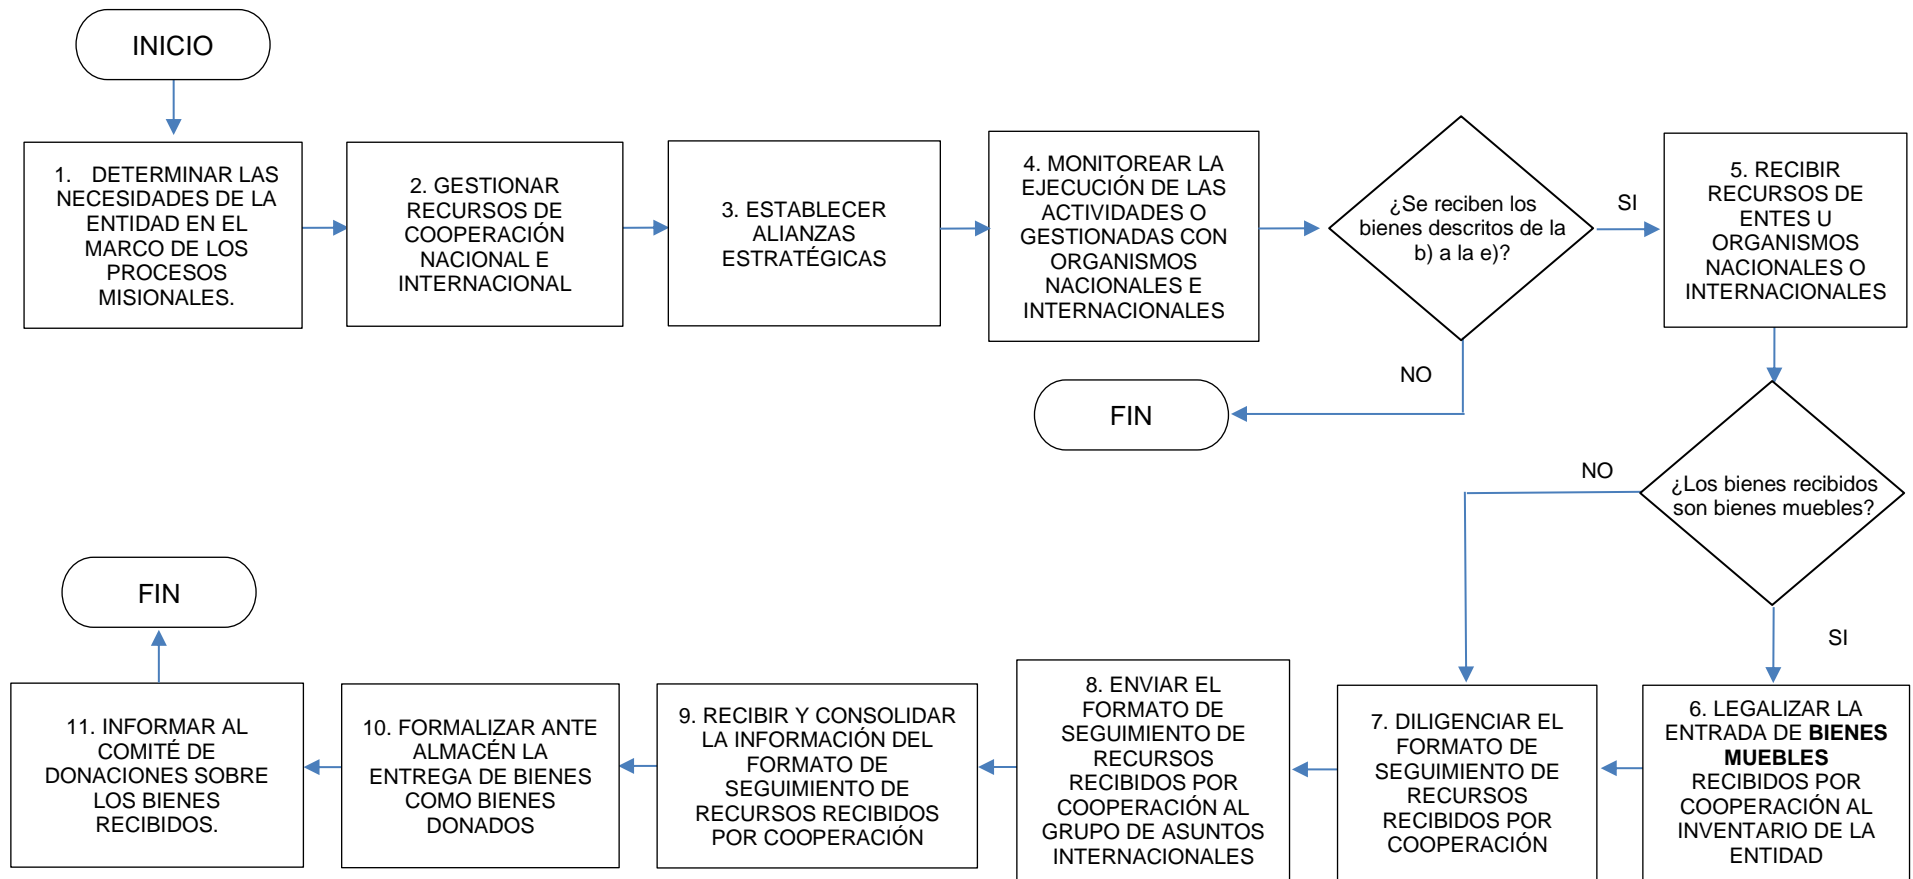 INICIO
1. DETERMINAR LAS
NECESIDADES DE LA
ENTIDAD EN EL
MARCO DE LOS
PROCESOS
MISIONALES.
2. GESTIONAR
RECURSOS DE
COOPERACIÓN
NACIONAL E
INTERNACIONAL
3. ESTABLECER
ALIANZAS
ESTRATÉGICAS
4. MONITOREAR LA
EJECUCIÓN DE LAS
ACTIVIDADES O
GESTIONADAS CON
ORGANISMOS
NACIONALES E
INTERNACIONALES
¿Se reciben los
bienes descritos de la
b) a la e)?
SI
5. RECIBIR
RECURSOS DE
ENTES U
ORGANISMOS
NACIONALES O
INTERNACIONALES
NO
FIN
¿Los bienes recibidos
son bienes muebles?
NO
SI
6. LEGALIZAR LA
ENTRADA DE BIENES
MUEBLES
RECIBIDOS POR
COOPERACIÓN AL
INVENTARIO DE LA
ENTIDAD
7. DILIGENCIAR EL
FORMATO DE
SEGUIMIENTO DE
RECURSOS
RECIBIDOS POR
COOPERACIÓN
8. ENVIAR EL
FORMATO DE
SEGUIMIENTO DE
RECURSOS
RECIBIDOS POR
COOPERACIÓN AL
GRUPO DE ASUNTOS
INTERNACIONALES
9. RECIBIR Y CONSOLIDAR
LA INFORMACIÓN DEL
FORMATO DE
SEGUIMIENTO DE
RECURSOS RECIBIDOS
POR COOPERACIÓN
10. FORMALIZAR ANTE
ALMACÉN LA
ENTREGA DE BIENES
COMO BIENES
DONADOS
11. INFORMAR AL
COMITÉ DE
DONACIONES SOBRE
LOS BIENES
RECIBIDOS.
FIN